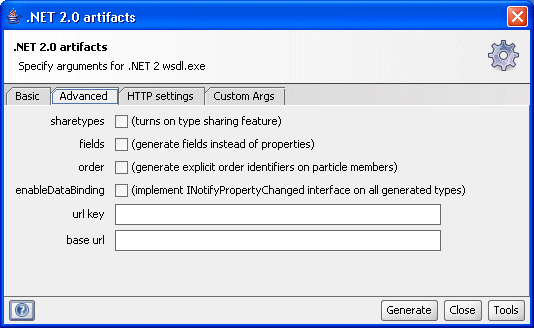 .NET 2.0 artifacts
.NET 2.0 artifacts
Specify arguments for .NET 2 wsdl.exe
Basic Advanced HTTP settings Custom Args
sharetypes (turns on type sharing feature)
fields (generate fields instead of properties)
order (generate explicit order identifiers on particle members)
enableDataBinding (implement INotifyPropertyChanged interface on all generated types)
url key
base url
? Generate Close Tools